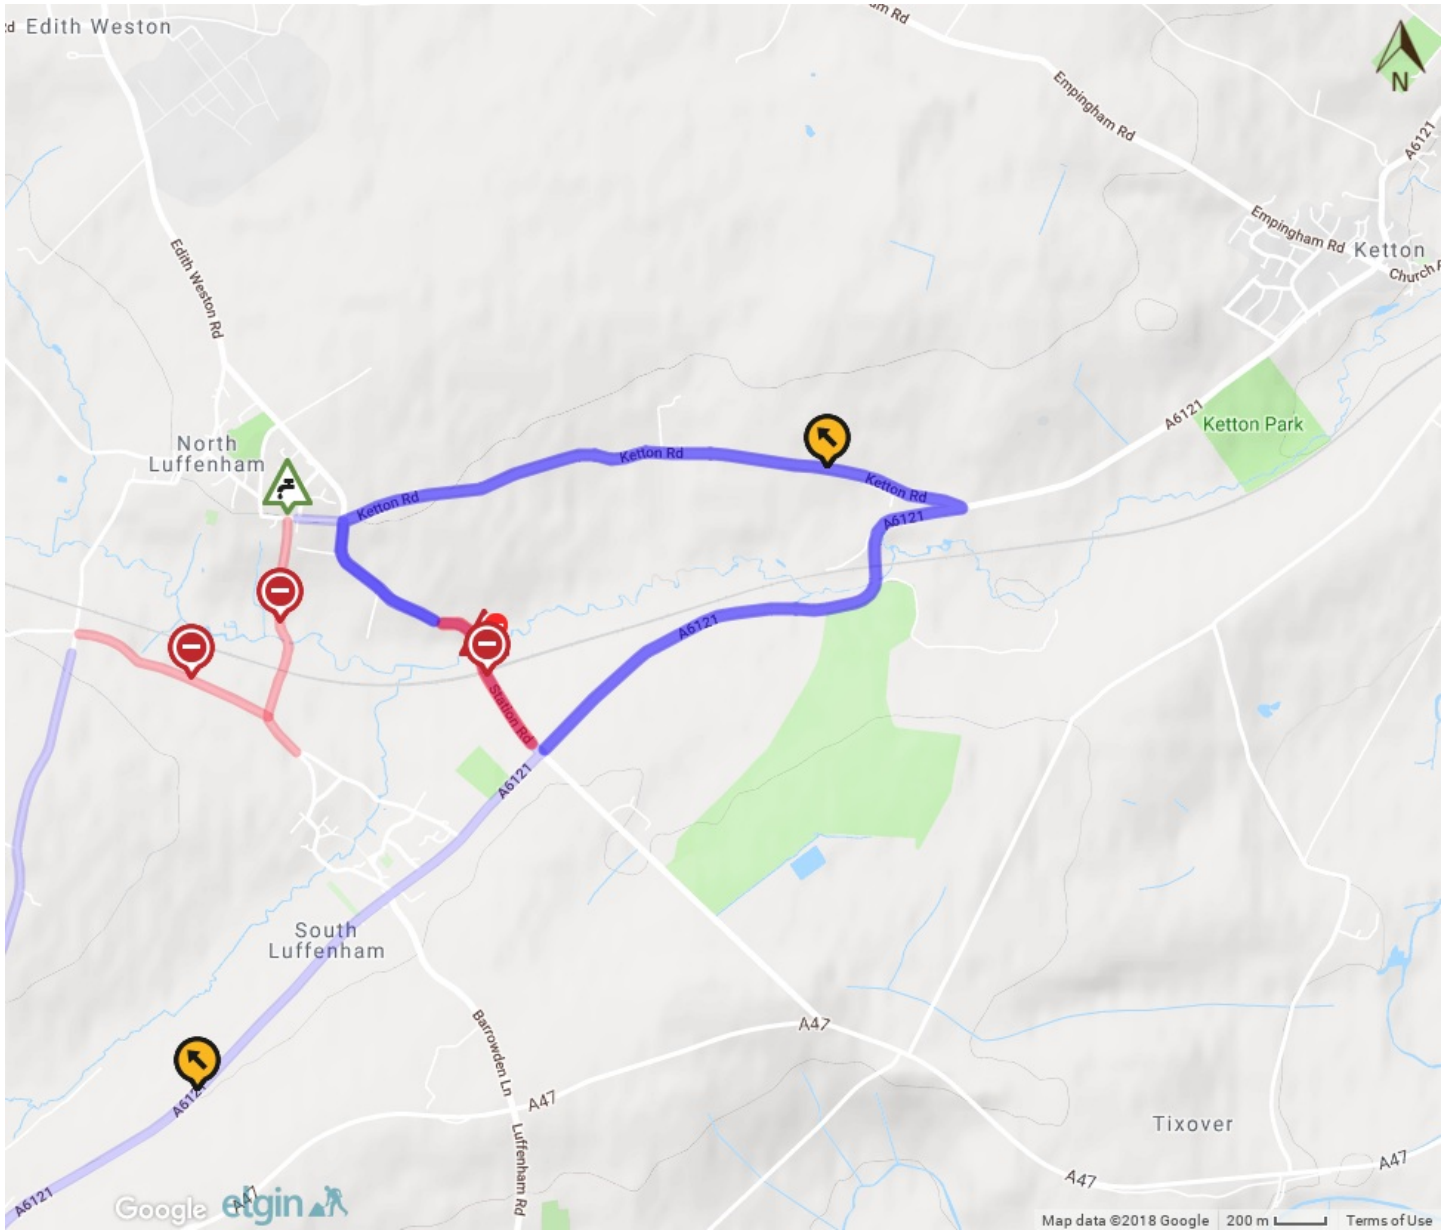 Edith Weston
Empingham Rd
N
A6121
Empingham Rd
Ketton
Edith Weston Rd
A6121
Ketton Park
North
Luffenham
Ketton Rd
Ketton Rd
Ketton Rd
A6121
A6121
Station Rd
A6121
South
Luffenham
Barrowden Ln
A47
A47
A6121
Luffenham Rd
Tixover
A47
A47
A47
A6121
Google
elgin
Map data ©2018 Google
200 m
Terms of Use